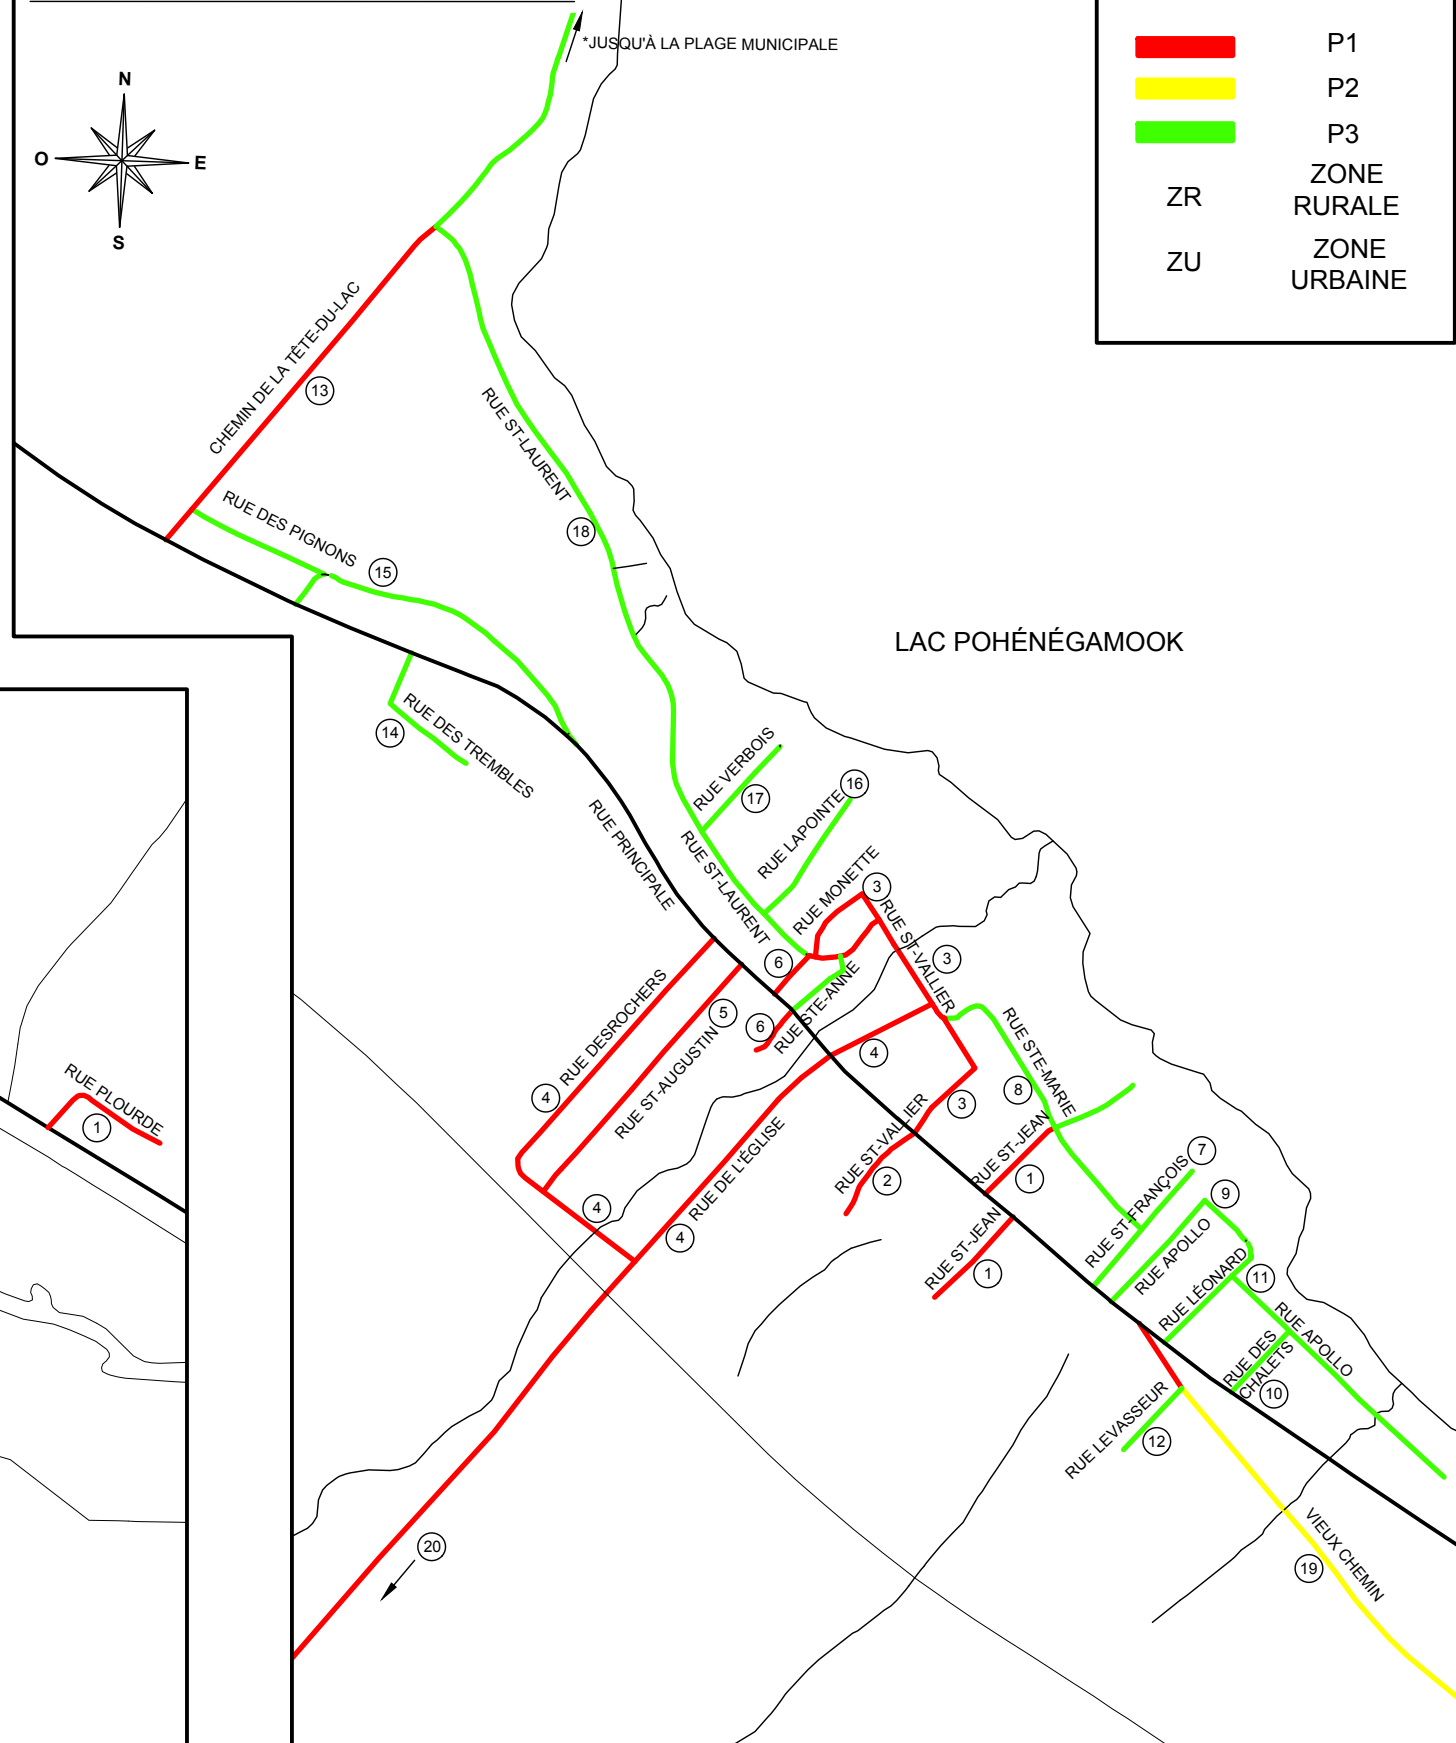 *JUSQU'À LA PLAGE MUNICIPALE
P1
P2
P3
ZR
ZONE
RURALE
ZU
ZONE
URBAINE
N
O
E
S
CHEMIN DE LA TÊTE-DU-LAC
13
RUE ST-LAURENT
18
RUE DES PIGNONS
15
LAC POHÉNÉGAMOOK
14
RUE DES TREMBLES
RUE PRINCIPALE
RUE VERBOIS
17
16
RUE LAPOINTE
RUE ST-LAURENT
RUE MONETTE
3
RUE ST-VALLIER
3
6
RUE STE-ANNE
6
5
RUE DESROCHERS
RUE ST-AUGUSTIN
4
4
RUE STE-MARIE
8
3
RUE ST-VALLIER
2
RUE ST-JEAN
1
RUE PLOURDE
1
RUE DE L'ÉGLISE
4
4
RUE ST-JEAN
1
RUE ST-FRANÇOIS
7
9
RUE APOLLO
RUE LÉONARD
11
RUE APOLLO
RUE DES
CHALETS
10
RUE LEVASSEUR
12
VIEUX CHEMIN
19
20